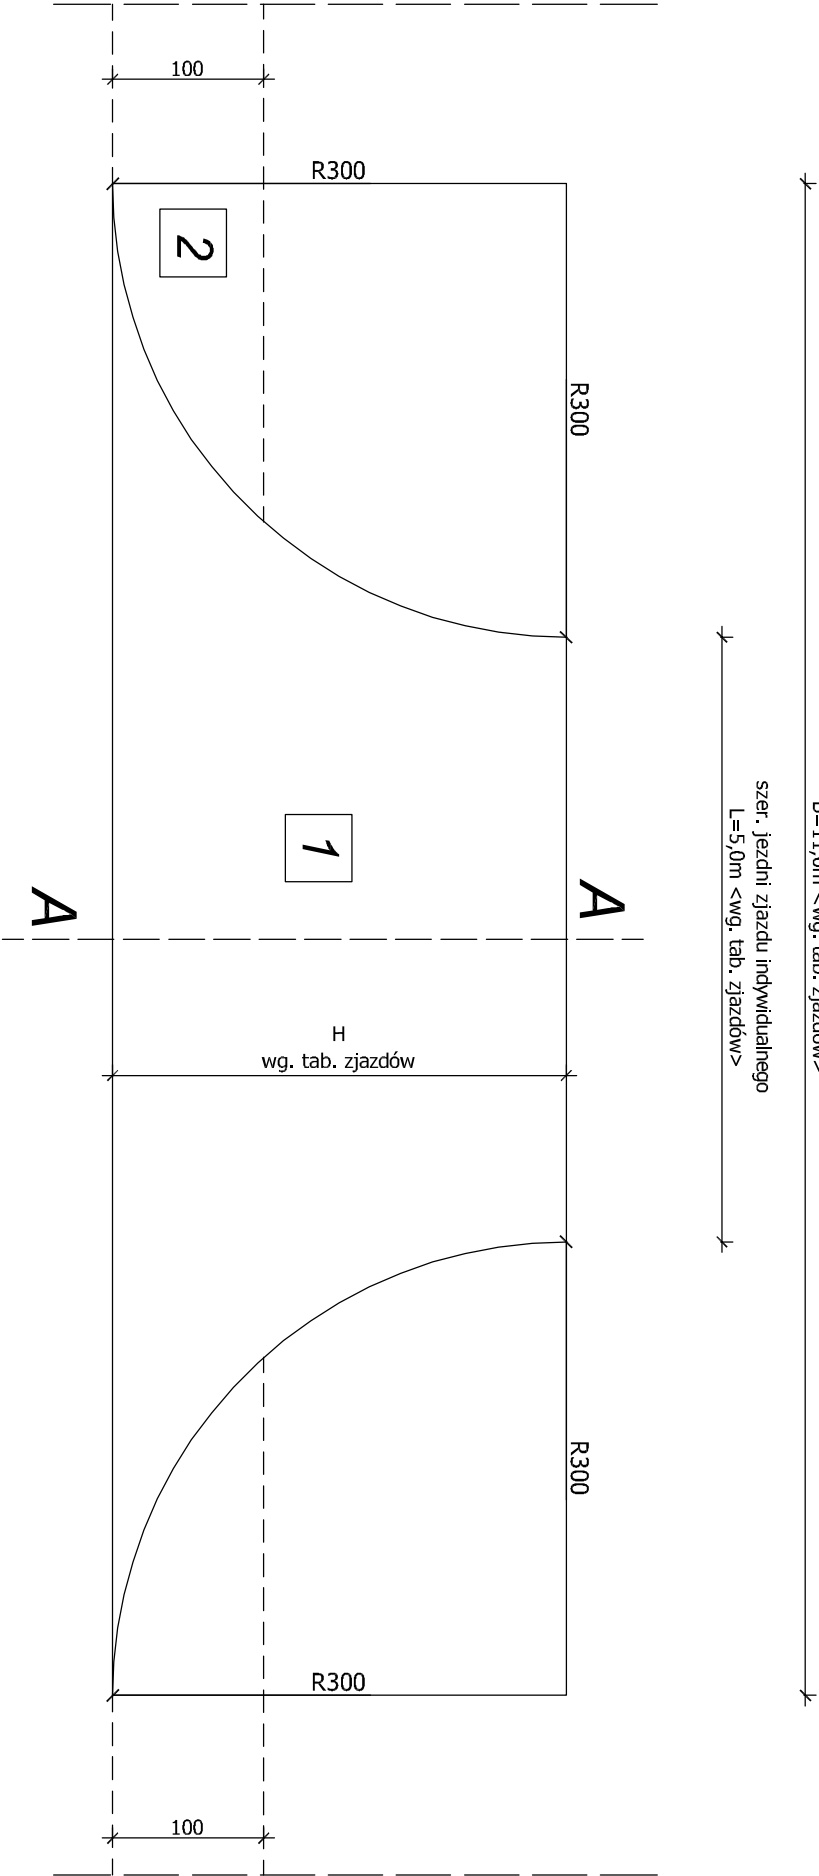 100
R300
2
R300
szer. jezdni zjazdu indywidualnego
L=5,0m <wg. tab. zjazdów>
1
A
A
H
wg. tab. zjazdów
R300
R300
100